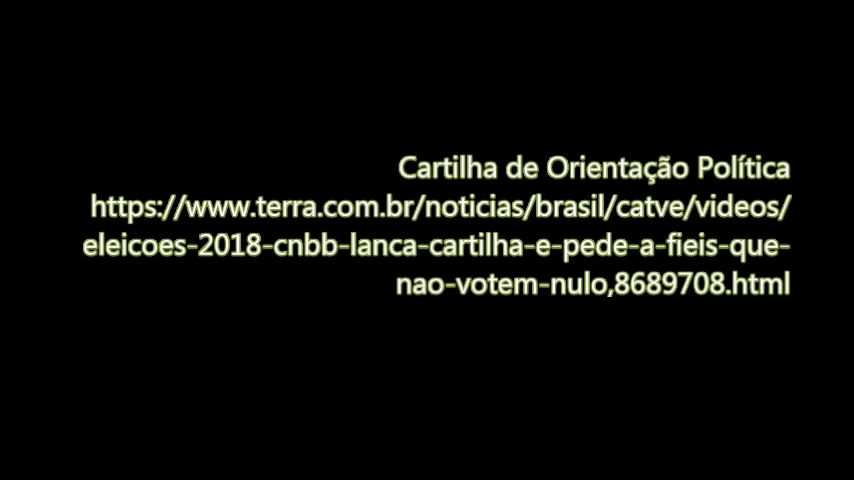 Cartilha de Orientação Política
https://www.terra.com.br/noticias/brasil/catve/videos/
eleicoes-2018-cnbb-lanca-cartilha-e-pede-a-fieis-que-
nao-votem-nulo,8689708.html